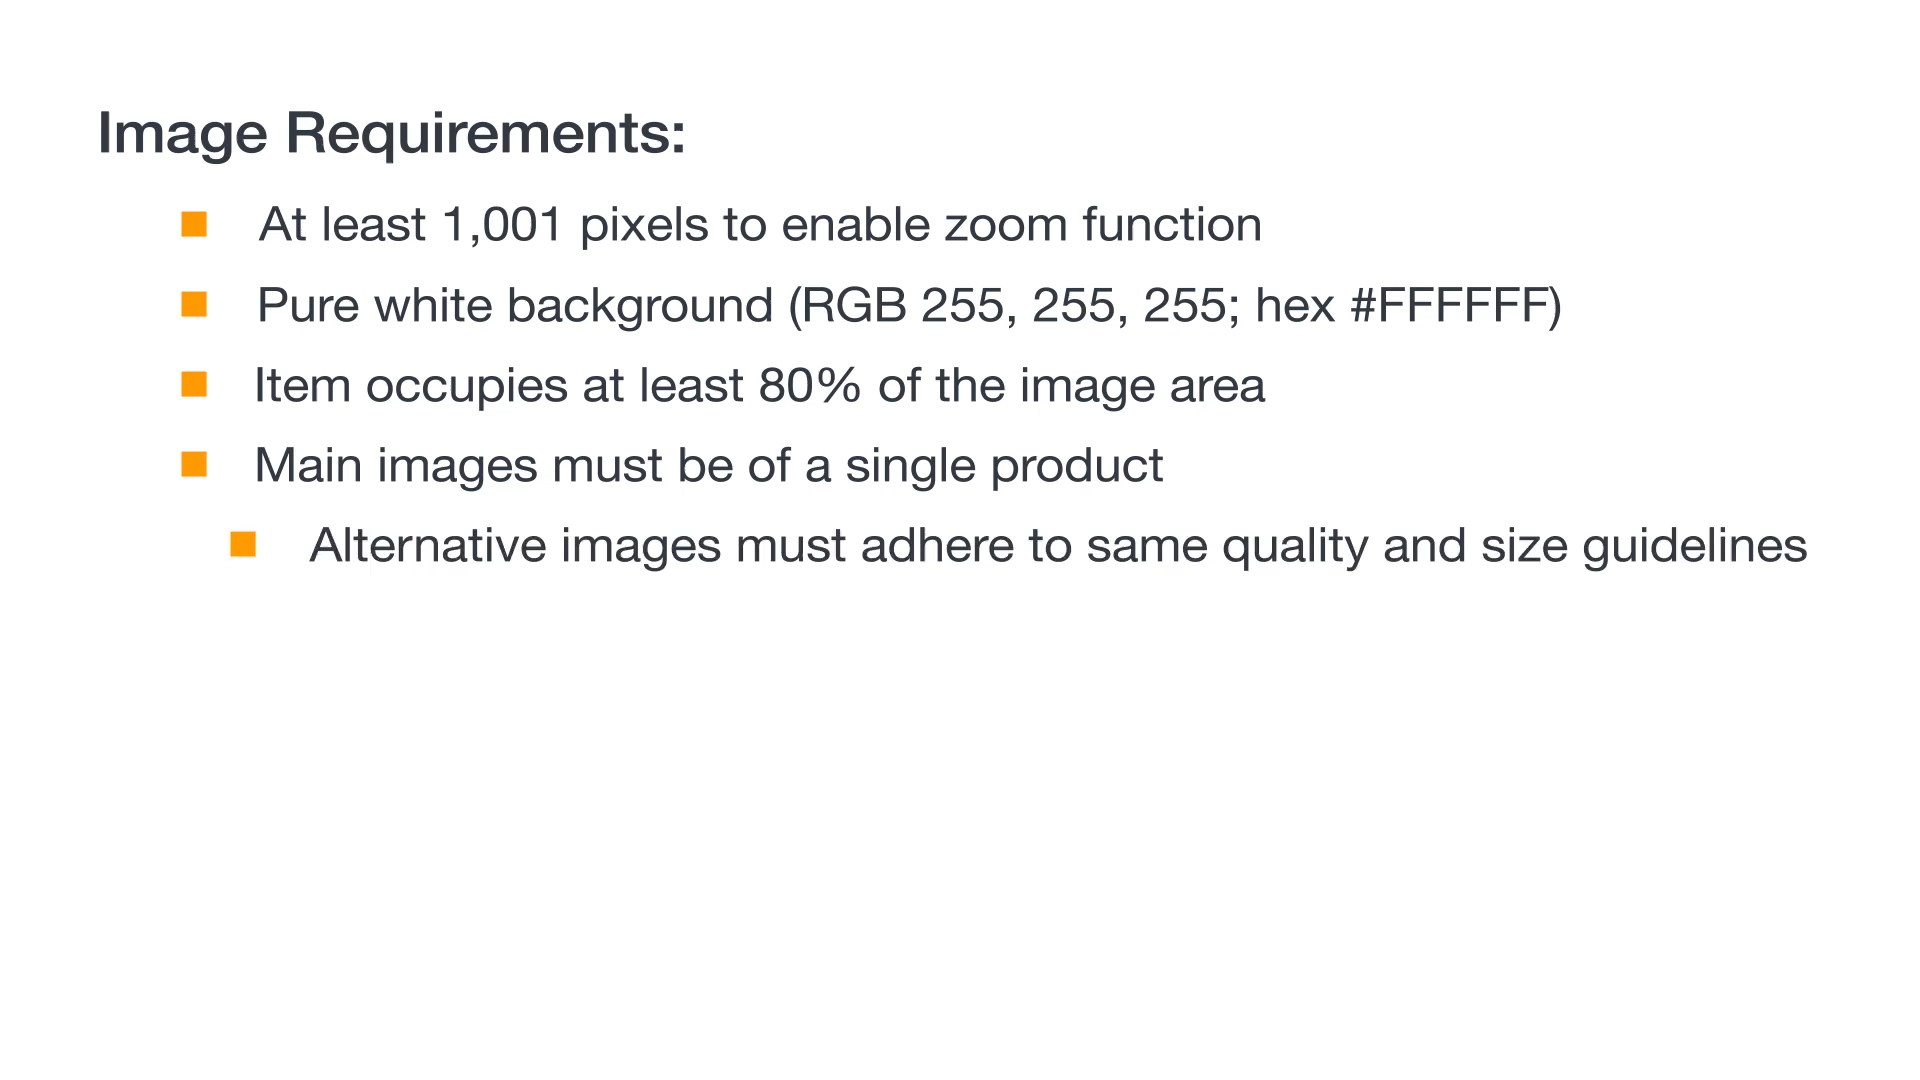 Image Requirements:
At least 1,001 pixels to enable zoom function
Pure white background (RGB 255, 255, 255; hex #FFFFFF)
Item occupies at least 80% of the image area
Main images must be of a single product
Alternative images must adhere to same quality and size guidelines